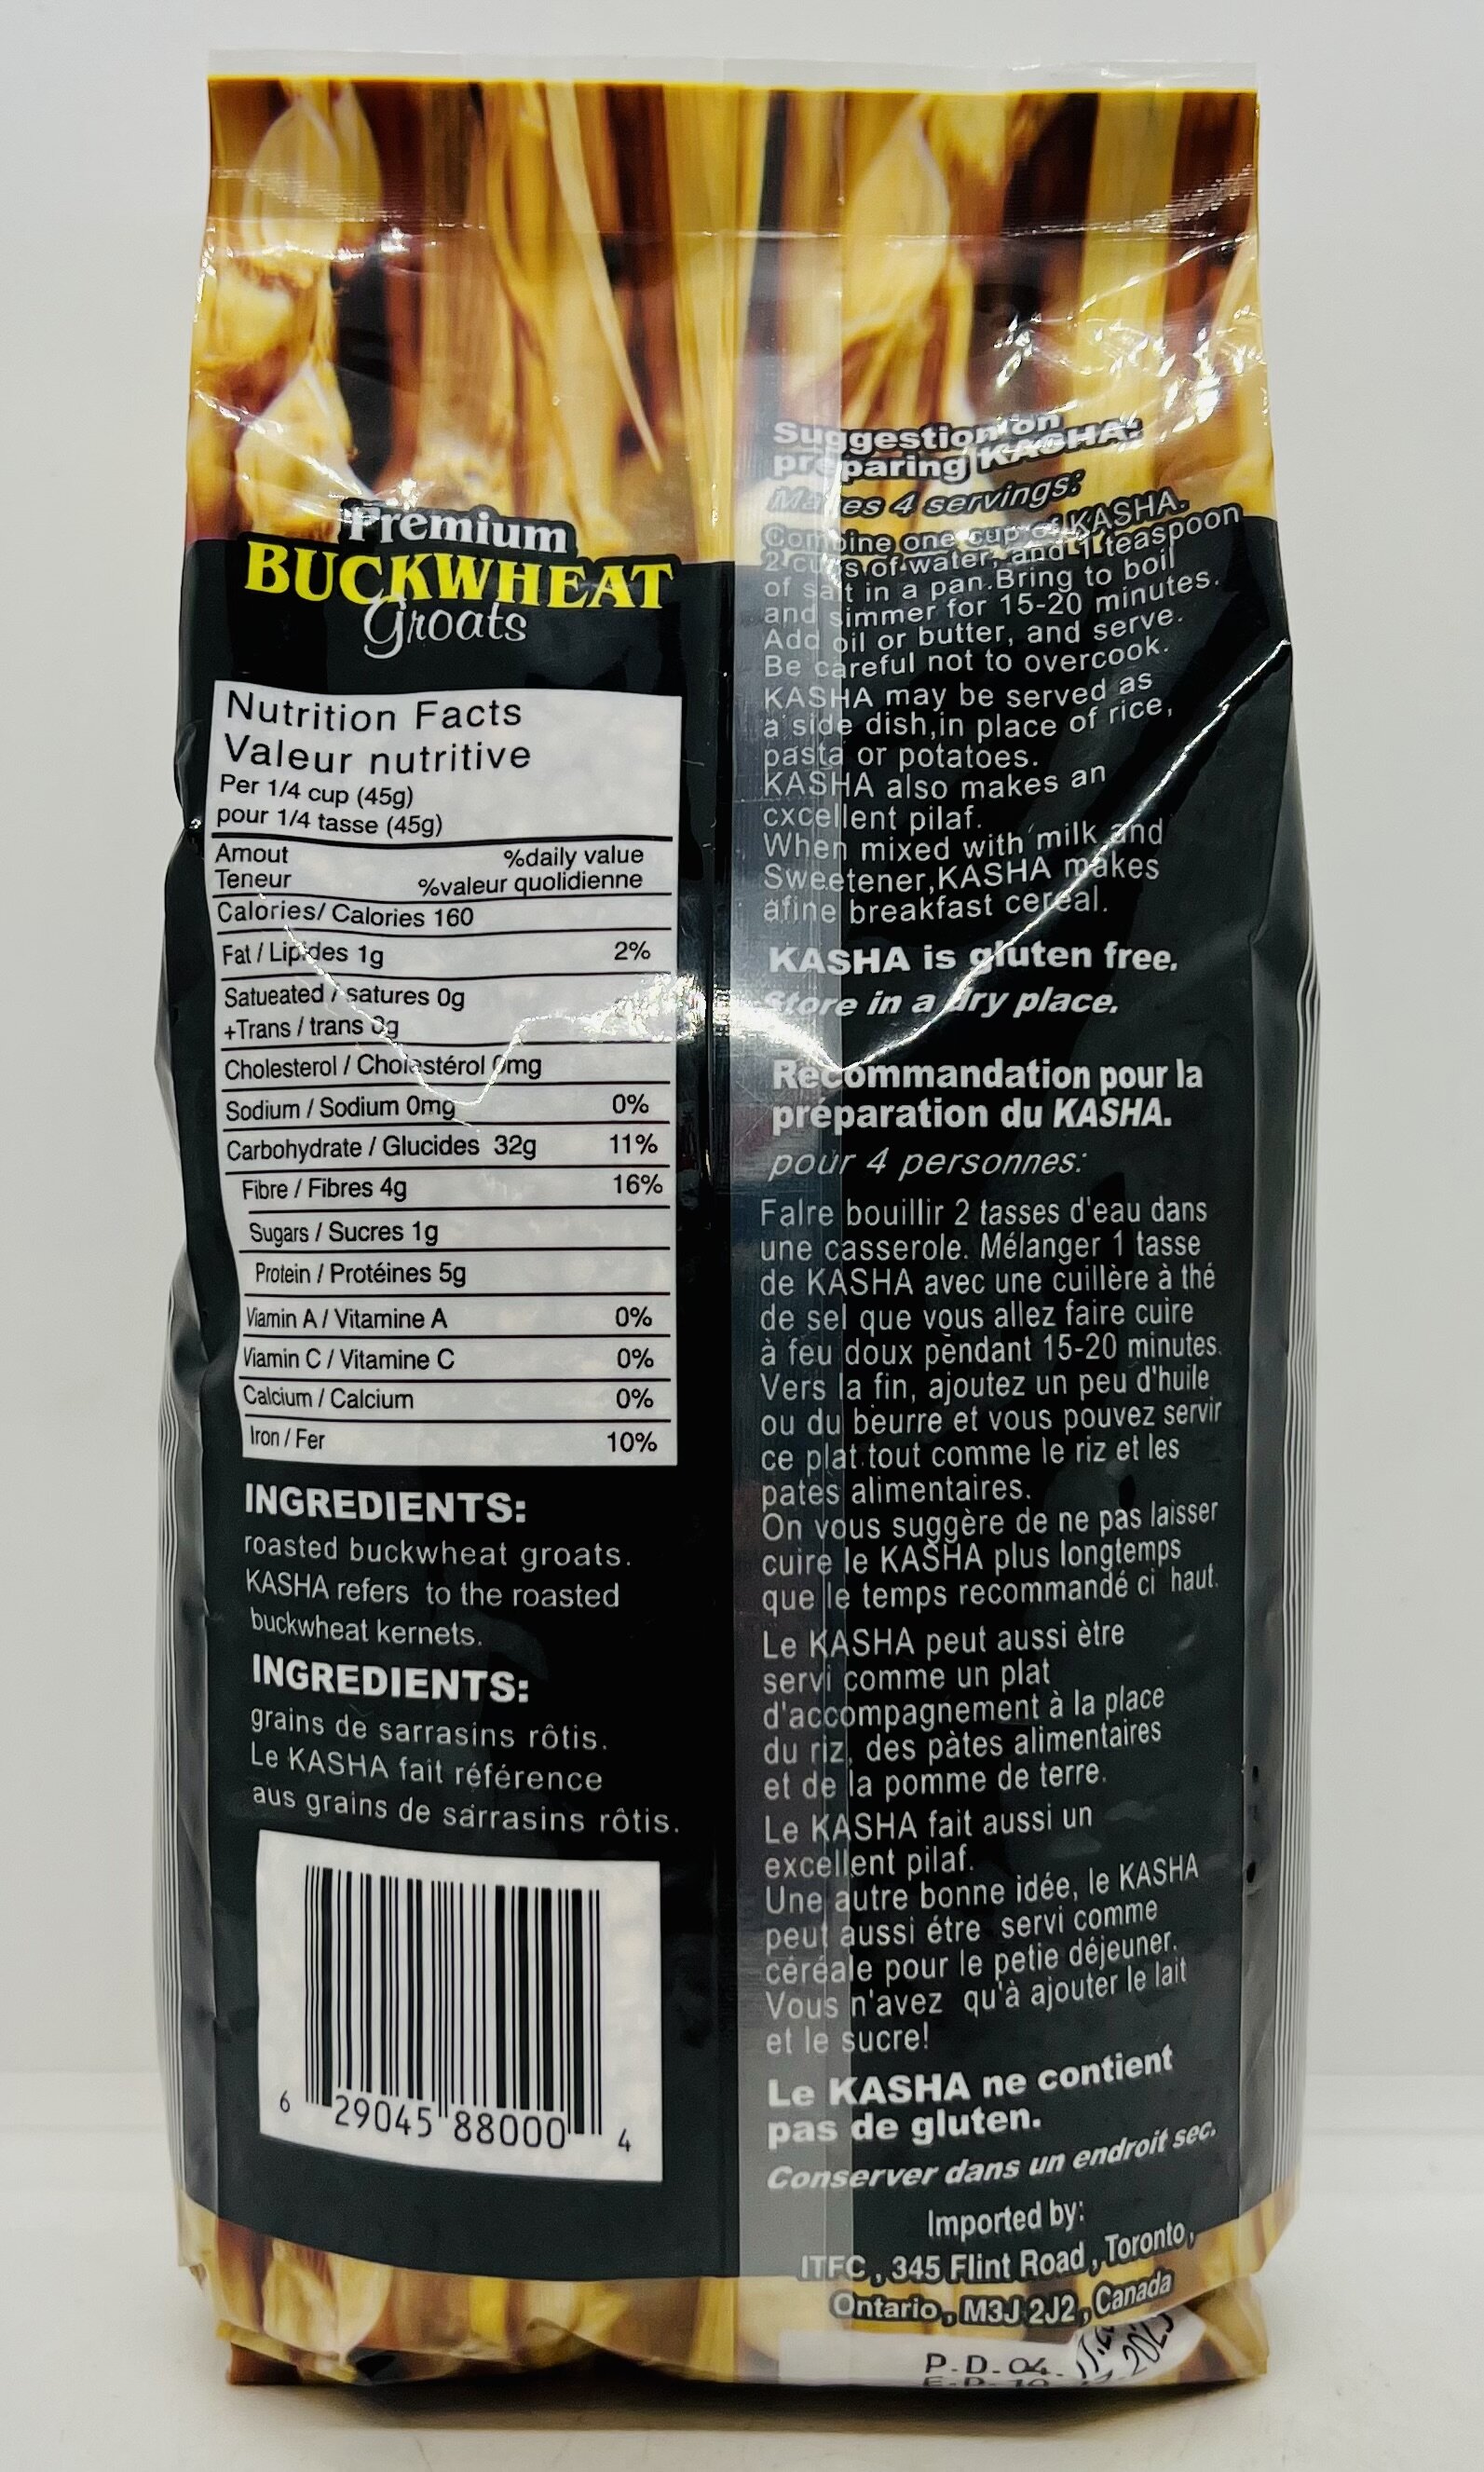 Premium
BUCKWHEAT
Groats
Nutrition Facts
Valeur nutritive
Per 1/4 cup (45g)
pour 1/4 tasse (45g)
Amout %daily value
Teneur %valeur quolidienne
Calories/ Calories 160
Fat / Lipides 1g 2%
Satueated / satures 0g
+Trans / trans 0g
Cholesterol / Cholestérol 0mg
Sodium / Sodium 0mg 0%
Carbohydrate / Glucides 32g 11%
Fibre / Fibres 4g 16%
Sugars / Sucres 1g
Protein / Protéines 5g
Viamin A / Vitamine A 0%
Viamin C / Vitamine C 0%
Calcium / Calcium 0%
Iron / Fer 10%
INGREDIENTS:
roasted buckwheat groats.
KASHA refers to the roasted
buckwheat kernets.
INGREDIENTS:
grains de sarrasins rôtis.
Le KASHA fait référence
aus grains de sarrasins rôtis.
6 29045 88000 4
Suggestion on
preparing KASHA:
Makes 4 servings:
Combine one cup of KASHA.
2 cups of water, and 1 teaspoon
of salt in a pan.Bring to boil
and simmer for 15-20 minutes.
Add oil or butter, and serve.
Be careful not to overcook.
KASHA may be served as
a side dish,in place of rice,
pasta or potatoes.
KASHA also makes an
cxcellent pilaf.
When mixed with milk and
Sweetener,KASHA makes
afine breakfast cereal.
KASHA is gluten free.
Store in a dry place.
Recommandation pour la
préparation du KASHA.
pour 4 personnes:
Falre bouillir 2 tasses d'eau dans
une casserole. Mélanger 1 tasse
de KASHA avec une cuillère à thé
de sel que vous allez faire cuire
à feu doux pèndant 15-20 minutes.
Vers la fin, ajoutez un peu d'huile
ou du beurre et vous pouvez servir
ce plat tout comme le riz et les
pates alimentaires.
On vous suggère de ne pas laisser
cuire le KASHA plus longtemps
que le temps recommandé ci haut.
Le KASHA peut aussi ètre
servi comme un plat
d'accompagnement à la place
du riz, des pàtes alimentaires
et de la pomme de terre.
Le KASHA fait aussi un
excellent pilaf.
Une autre bonne idée, le KASHA
peut aussi étre servi comme
céréale pour le petie déjeuner.
Vous n'avez qu'à ajouter le lait
et le sucre!
Le KASHA ne contient
pas de gluten.
Conserver dans un endroit sec.
Imported by:
ITFC, 345 Flint Road, Toronto,
Ontario, M3J 2J2, Canada
P.D. 04.
E.D. 10